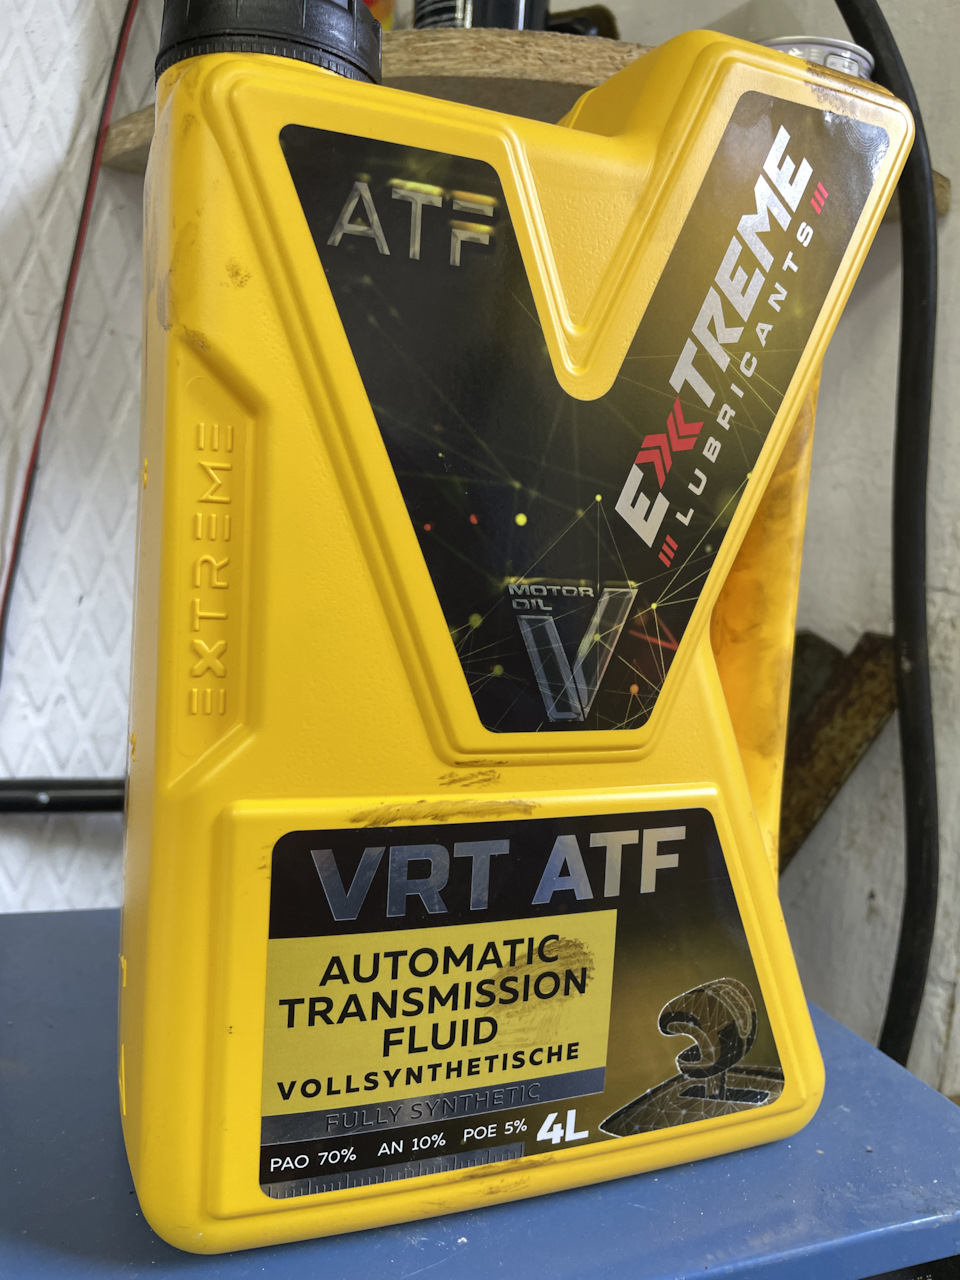 ATF
EXTREME
LUBRICANTS
EXTREME
MOTOR
OIL
V
VRT ATF
AUTOMATIC
TRANSMISSION
FLUID
VOLLSYNTHETISCHE
FULLY SYNTHETIC
PAO 70% AN 10% POE 5% 4L